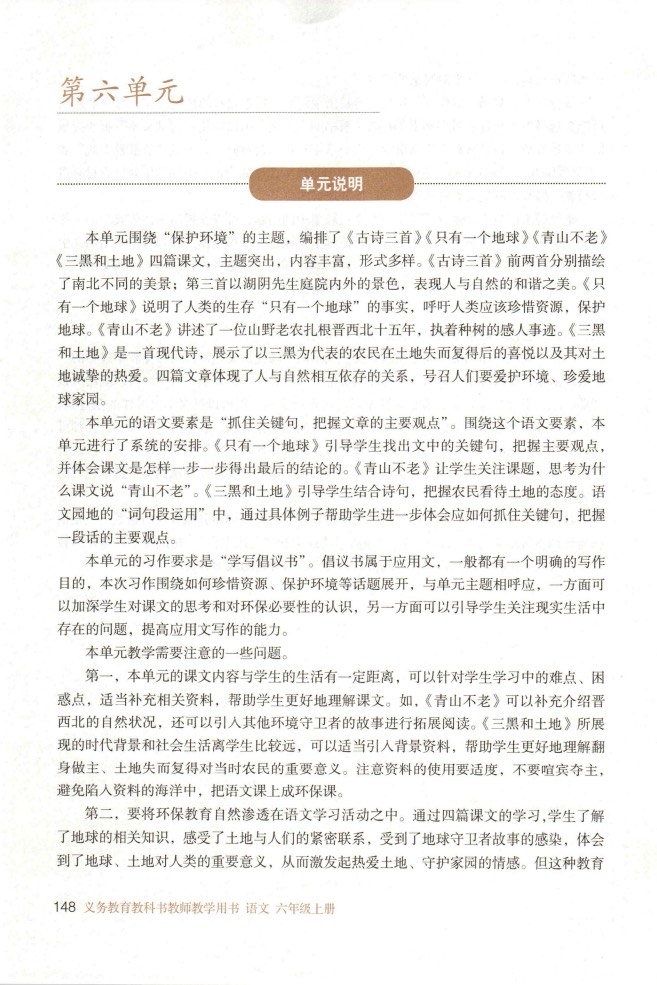 第六单元
单元说明
本单元围绕“保护环境”的主题，编排了《古诗三首》《只有一个地球》《青山不老》
《三黑和土地》四篇课文，主题突出，内容丰富，形式多样。《古诗三首》前两首分别描绘
了南北不同的美景；第三首以湖阴先生庭院内外的景色，表现人与自然的和谐之美。《只
有一个地球》说明了人类的生存“只有一个地球”的事实，呼吁人类应该珍惜资源，保护
地球。《青山不老》讲述了一位山野老农扎根晋西北十五年，执着种树的感人事迹。《三黑
和土地》是一首现代诗，展示了以三黑为代表的农民在土地失而复得后的喜悦以及其对土
地诚挚的热爱。四篇文章体现了人与自然相互依存的关系，号召人们要爱护环境、珍爱地
球家园。
本单元的语文要素是“抓住关键句，把握文章的主要观点”。围绕这个语文要素，本
单元进行了系统的安排。《只有一个地球》引导学生找出文中的关键句，把握主要观点，
并体会课文是怎样一步一步得出最后的结论的。《青山不老》让学生关注课题，思考为什
么课文说“青山不老”。《三黑和土地》引导学生结合诗句，把握农民看待土地的态度。语
文园地的“词句段运用”中，通过具体例子帮助学生进一步体会应如何抓住关键句，把握
一段话的主要观点。
本单元的习作要求是“学写倡议书”。倡议书属于应用文，一般都有一个明确的写作
目的，本次习作围绕如何珍惜资源、保护环境等话题展开，与单元主题相呼应，一方面可
以加深学生对课文的思考和对环保必要性的认识，另一方面可以引导学生关注现实生活中
存在的问题，提高应用文写作的能力。
本单元教学需要注意的一些问题。
第一，本单元的课文内容与学生的生活有一定距离，可以针对学生学习中的难点、困
惑点，适当补充相关资料，帮助学生更好地理解课文。如，《青山不老》可以补充介绍晋
西北的自然状况，还可以引入其他环境守卫者的故事进行拓展阅读。《三黑和土地》所展
现的时代背景和社会生活离学生比较远，可以适当引入背景资料，帮助学生更好地理解翻
身做主、土地失而复得对当时农民的重要意义。注意资料的使用要适度，不要喧宾夺主，
避免陷入资料的海洋中，把语文课上成环保课。
第二，要将环保教育自然渗透在语文学习活动之中。通过四篇课文的学习，学生了解
了地球的相关知识，感受了土地与人们的紧密联系，受到了地球守卫者故事的感染，体会
到了地球、土地对人类的重要意义，从而激发起热爱土地、守护家园的情感。但这种教育
148 义务教育教科书教师教学用书 语文 六年级上册